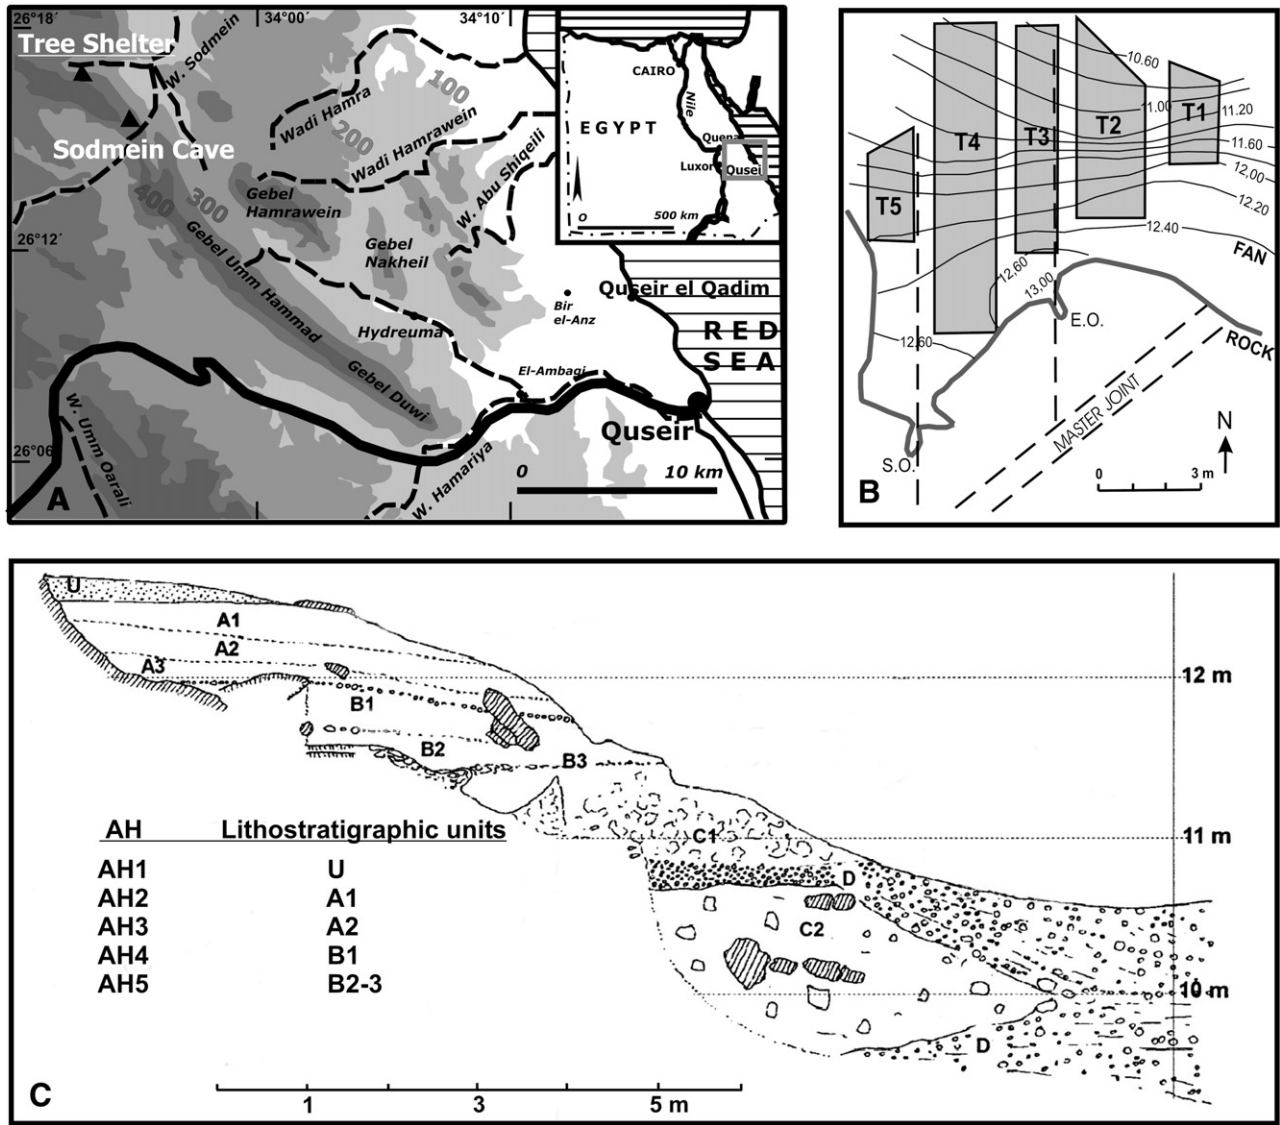 26°18´
34°00´
34°10´
Tree Shelter
W. Sodmein
Sodmein Cave
100
Wadi Hamra
200
Wadi Hamrawein
W. Abu Shiqeili
400
300
Gebel
Hamrawein
26°12´
Gebel
Nakheil
Gebel Umm Hammad
Hydreuma
Bir
el-Anz
Quseir el Qadim
RED
SEA
Gebel Duwi
El-Ambagi
Quseir
26°06´
W. Umm Qarali
W. Hamariya
0
10 km
A
CAIRO
Nile
EGYPT
Quena
Luxor
Quseir
0
500 km
10.60
11.00
11.20
T1
T2
T3
T4
11.60
12.00
12.20
T5
12.40
FAN
12,60
13,00
E.O.
12.60
ROCK
MASTER JOINT
S.O.
N
B
0
3 m
U
A1
A2
A3
12 m
B1
B2
B3
AH Lithostratigraphic units
C1
11 m
AH1 U
D
AH2 A1
AH3 A2
C2
AH4 B1
AH5 B2-3
10 m
D
C
1
3
5 m